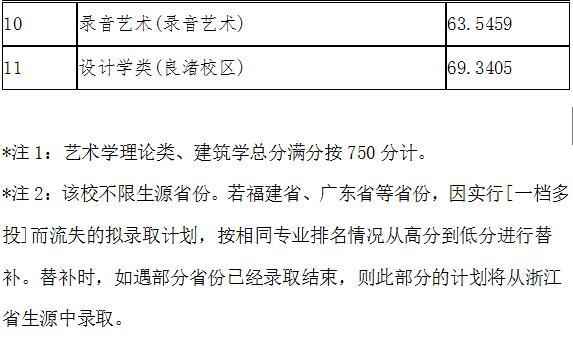 10 录音艺术(录音艺术) 63.5459
11 设计学类(良渚校区) 69.3405
*注 1：艺术学理论类、建筑学总分满分按 750 分计。
*注 2：该校不限生源省份。若福建省、广东省等省份，因实行[一档多
投]而流失的拟录取计划，按相同专业排名情况从高分到低分进行替
补。替补时，如遇部分省份已经录取结束，则此部分的计划将从浙江
省生源中录取。